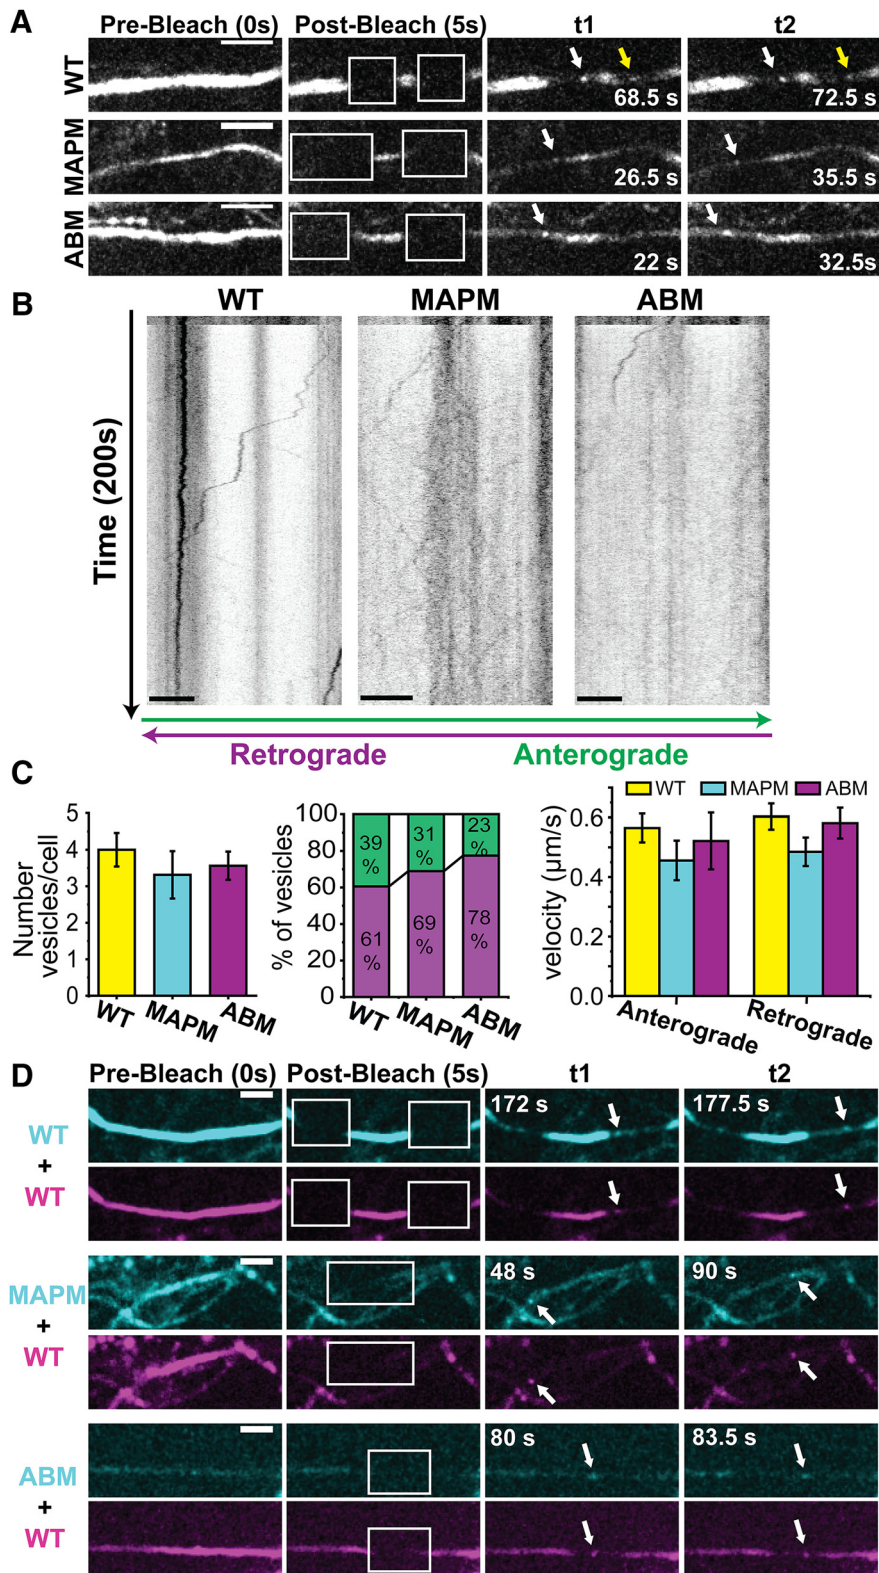 A
Pre-Bleach (0s) Post-Bleach (5s) t1 t2
WT
68.5 s
72.5 s
MAPM
26.5 s
35.5 s
ABM
22 s
32.5s
B
WT MAPM ABM
Time (200s)
Retrograde Anterograde
C
Number
vesicles/cell
5
4
3
2
1
0
WT MAPM ABM
% of vesicles
100
80
60
40
20
0
39
%
31
%
23
%
61
%
69
%
78
%
WT MAPM ABM
WT MAPM ABM
velocity (µm/s)
0.6
0.4
0.2
0.0
Anterograde Retrograde
D
Pre-Bleach (0s) Post-Bleach (5s) t1 t2
WT
+
WT
172 s
177.5 s
MAPM
+
WT
48 s
90 s
ABM
+
WT
80 s
83.5 s